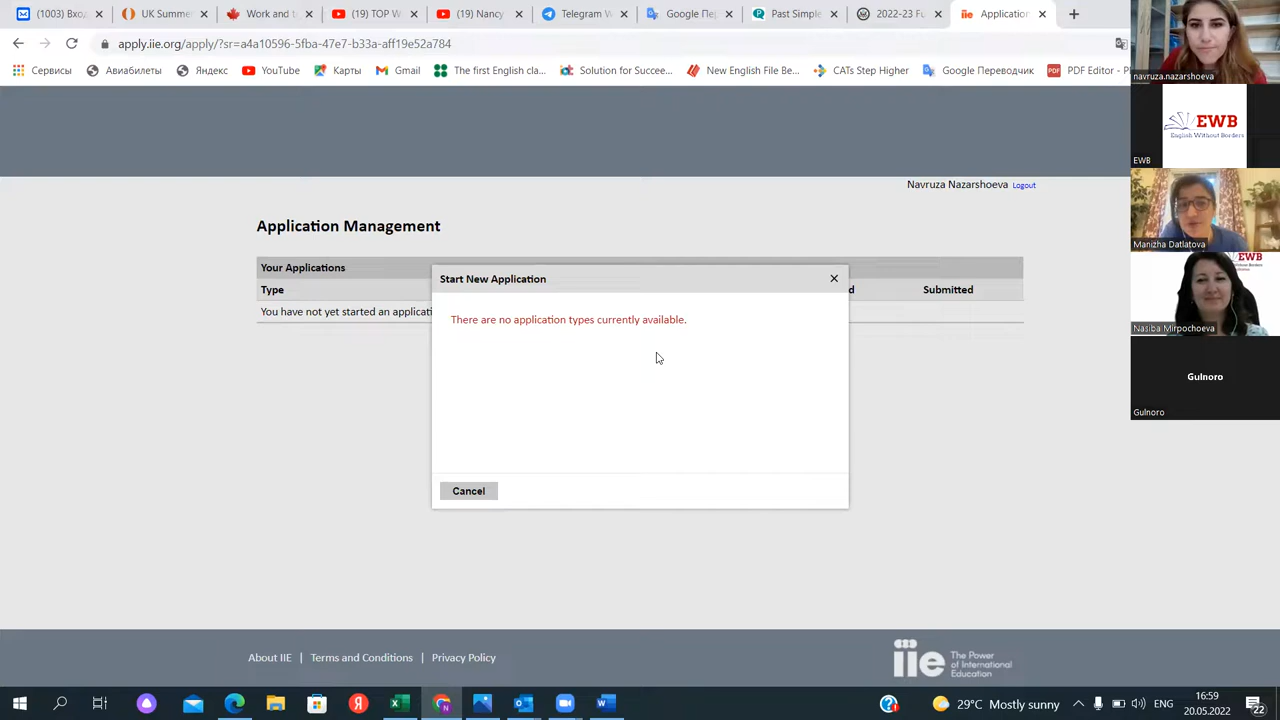 (1003) Вход
UK Summe
Work and t
(19) TOP W
(1) Nancy
Telegram W
Google Пе
Past Simple
2022-23 Fu
Application
apply.iie.org/apply/?sr=a4a10596-5fba-47e7-b33a-aff19e52a784
Сервисы
Авиабилеты
Яндекс
YouTube
Карты
Gmail
The first English cla...
Solution for Succee...
New English File Be...
CATs Step Higher
Google Переводчик
PDF Editor -
navruza.nazarshoeva
EWB
English Without Borders
EWB
Manizha Datlatova
EWB
Nasiba Mirpochoeva
Gulnoro
Gulnoro
Navruza Nazarshoeva Logout
Application Management
Your Applications
Type
Submitted
You have not yet started an applicati
Start New Application
There are no application types currently available.
Cancel
About IIE | Terms and Conditions | Privacy Policy
iie The Power
of International
Education
29°C Mostly sunny
ENG
16:59
20.05.2022
22